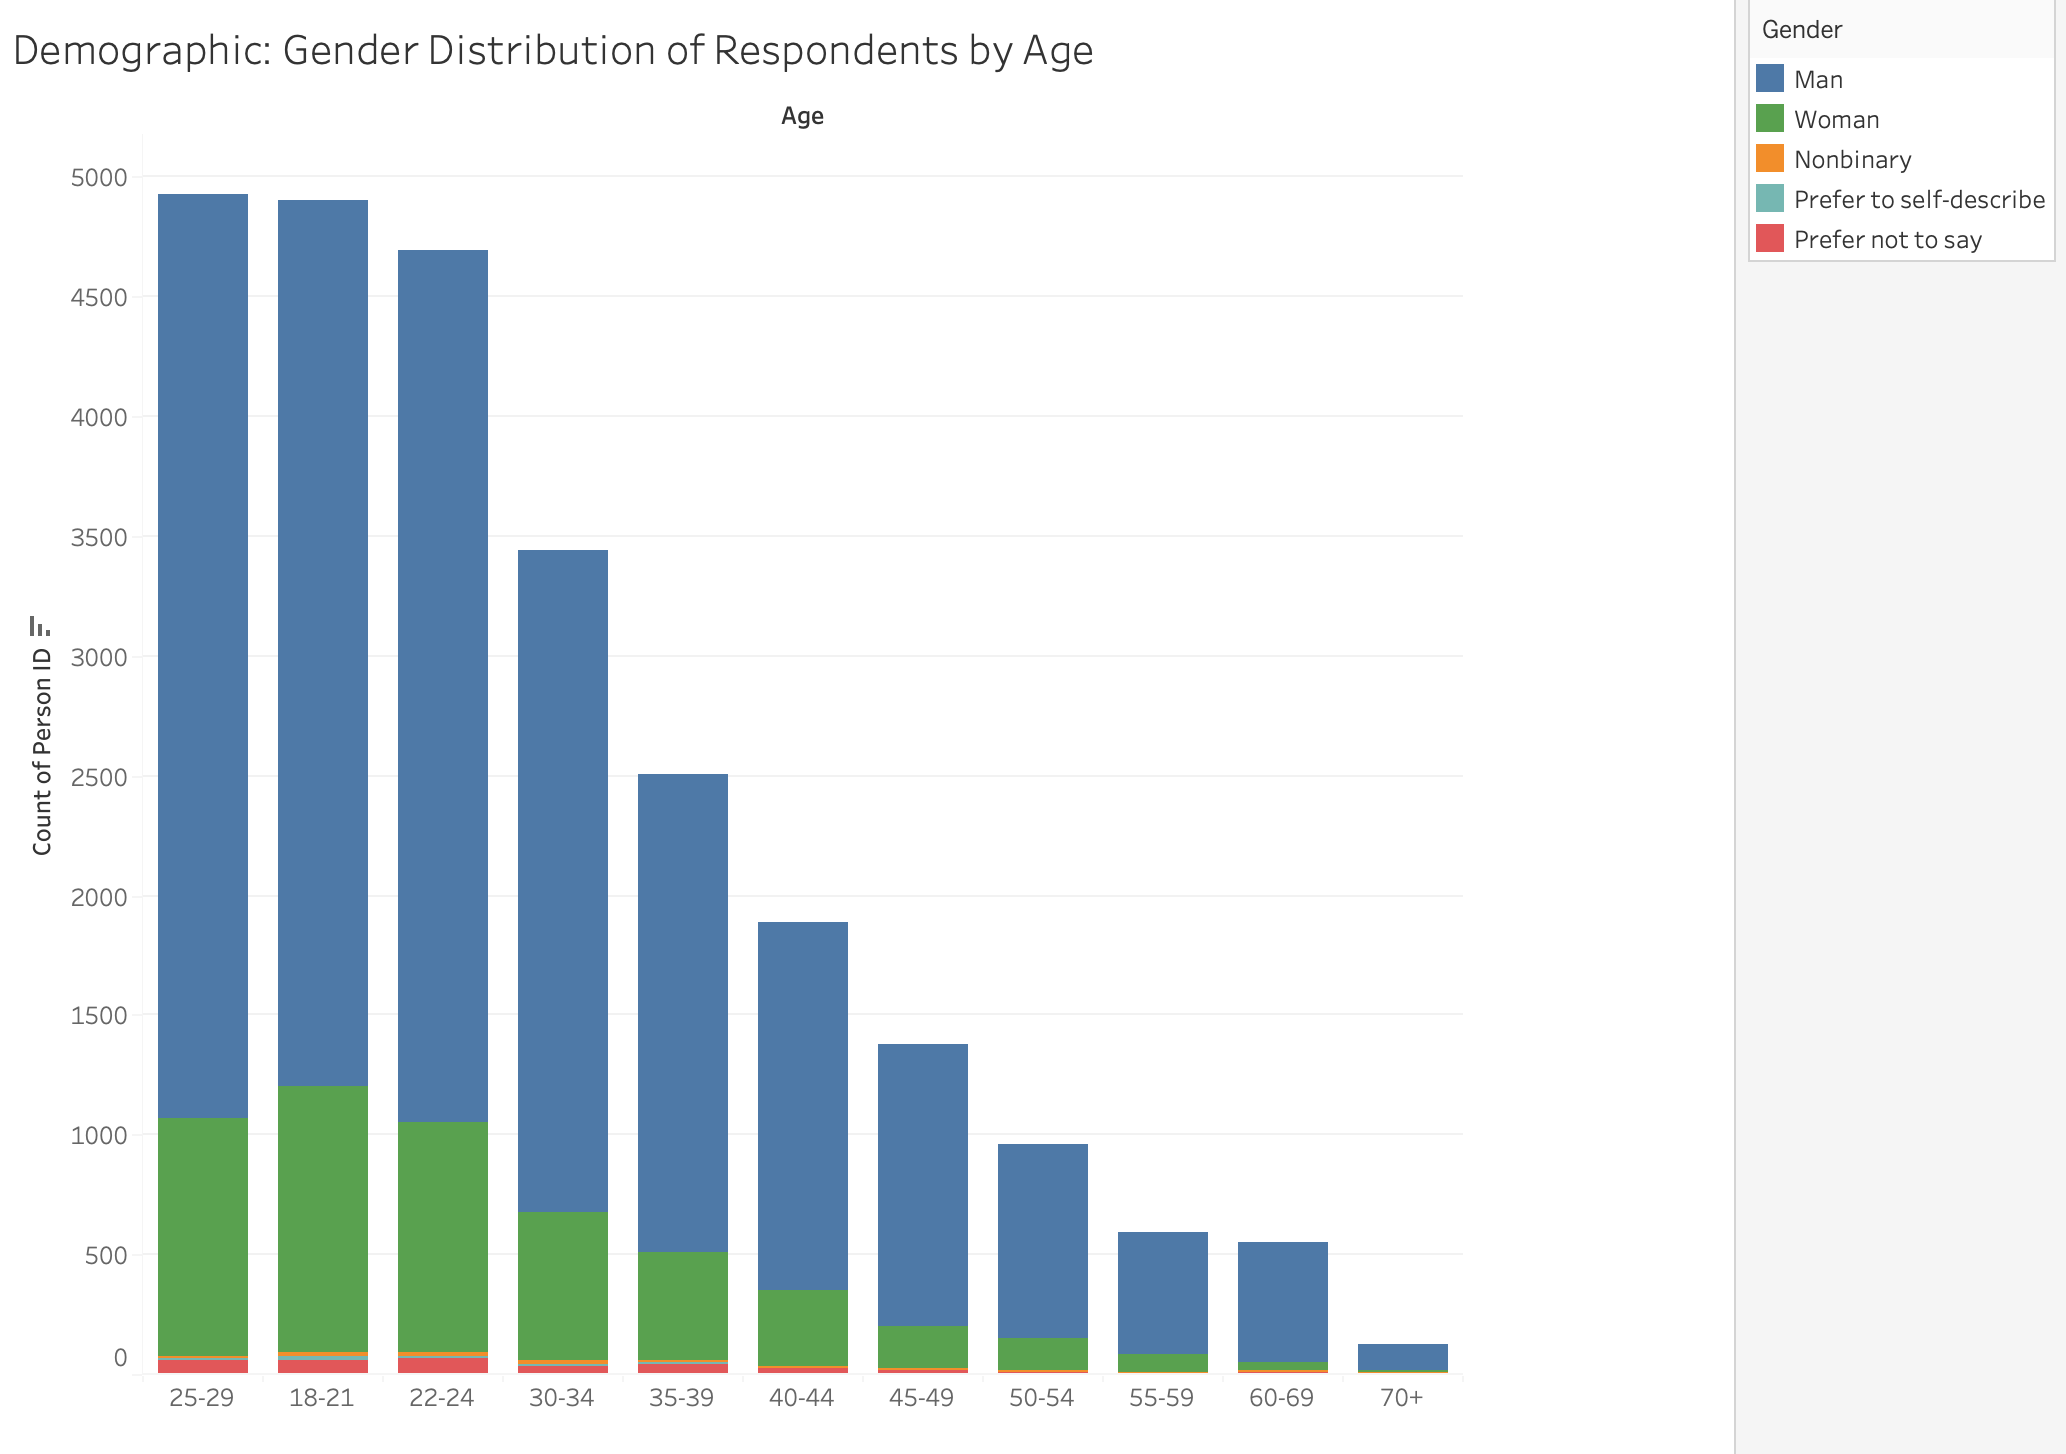 Demographic: Gender Distribution of Respondents by Age
Age
Count of Person ID
5000
4500
4000
3500
3000
2500
2000
1500
1000
500
0
25-29 18-21 22-24 30-34 35-39 40-44 45-49 50-54 55-59 60-69 70+
Gender
Man
Woman
Nonbinary
Prefer to self-describe
Prefer not to say